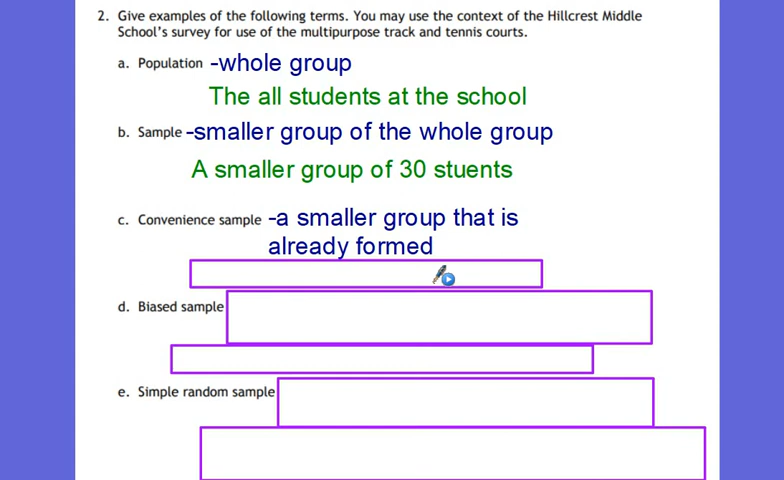 2. Give examples of the following terms. You may use the context of the Hillcrest Middle
School's survey for use of the multipurpose track and tennis courts.
a. Population -whole group
The all students at the school
b. Sample -smaller group of the whole group
A smaller group of 30 stuents
c. Convenience sample -a smaller group that is
already formed
d. Biased sample
e. Simple random sample